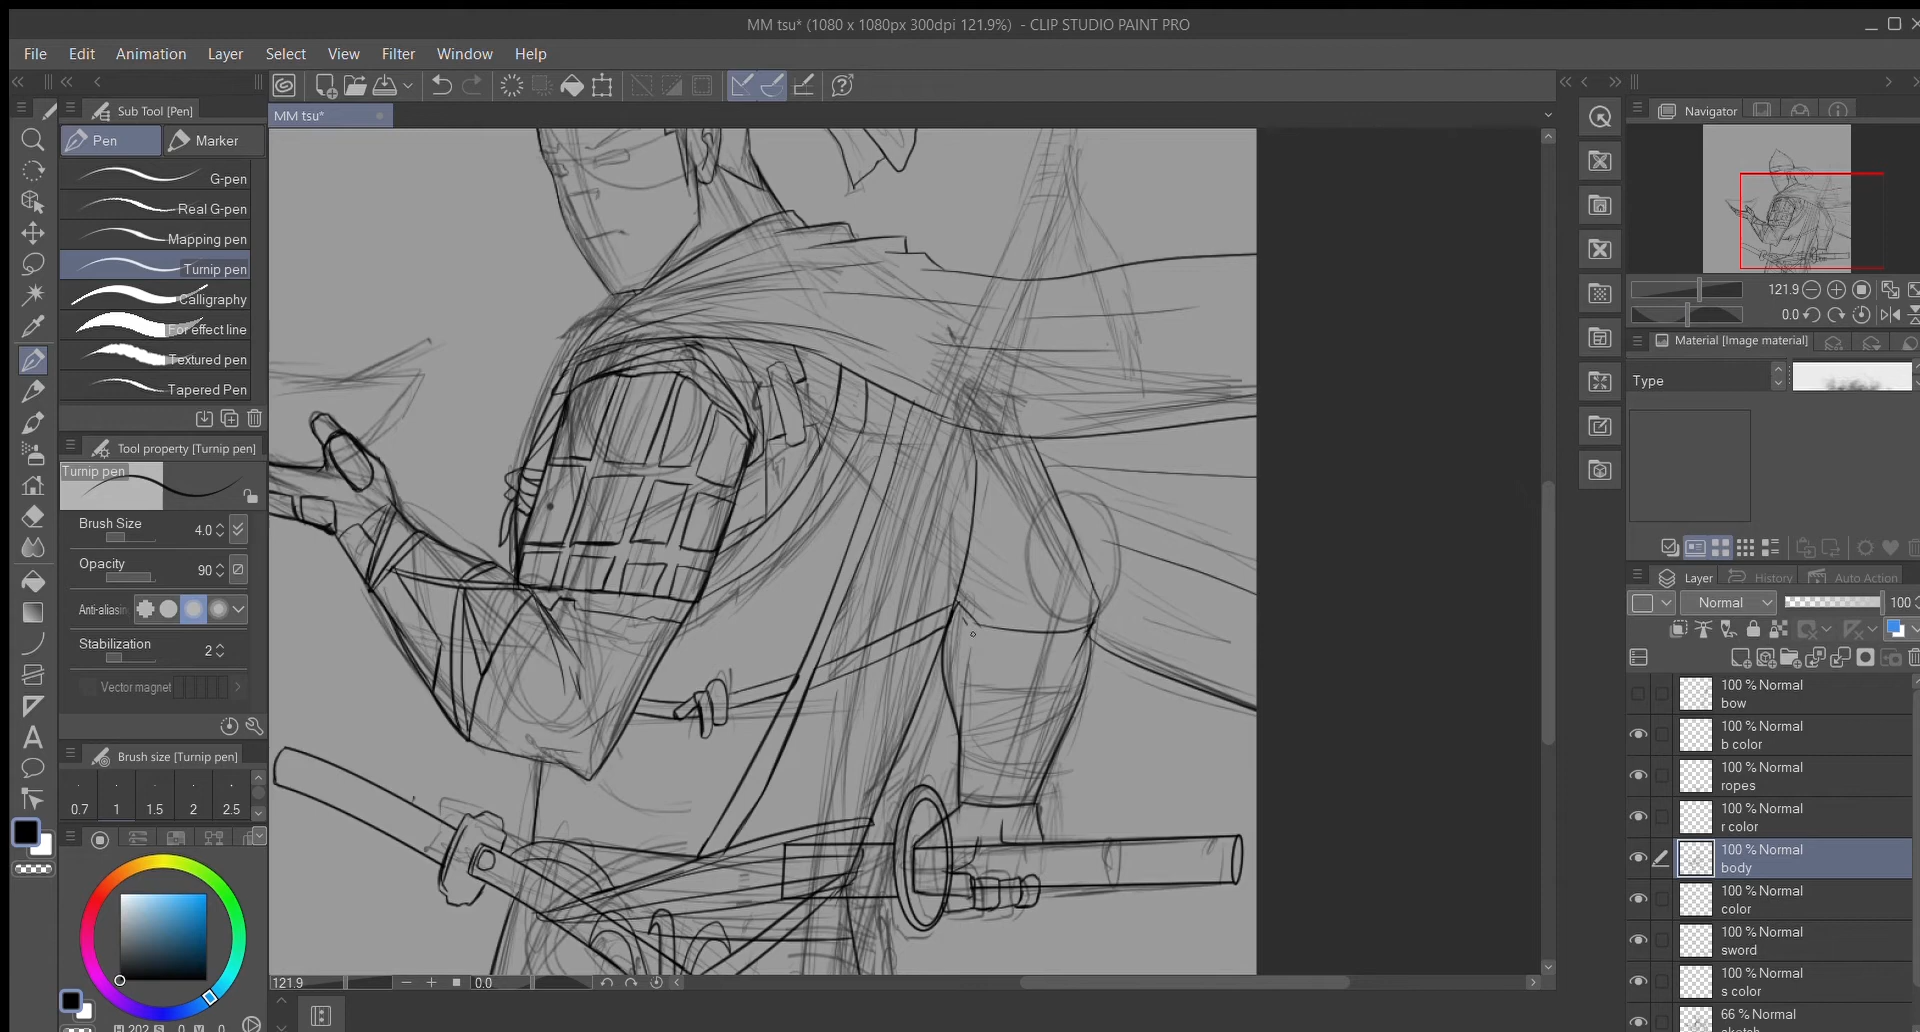 MM tsu* (1080 x 1080px 300dpi 121.9%) - CLIP STUDIO PAINT PRO
File Edit Animation Layer Select View Filter Window Help
Sub Tool [Pen]
MM tsu*
Navigator
Pen Marker
G-pen
Real G-pen
Mapping pen
Turnip pen
Calligraphy
For effect line
Textured pen
Tapered Pen
121.9
0.0
Material [Image material]
Type
Tool property [Turnip pen]
Turnip pen
Brush Size 4.0
Opacity 90
Anti-aliasin
Stabilization
2
Vector magnet
Layer History Auto Action
Normal 100
100 % Normal
bow
100 % Normal
b color
100 % Normal
ropes
100 % Normal
r color
100 % Normal
body
100 % Normal
color
100 % Normal
sword
100 % Normal
s color
66 % Normal
Brush size [Turnip pen]
0.7 1 1.5 2 2.5
121.9 0.0
H 202 S 0 V 0